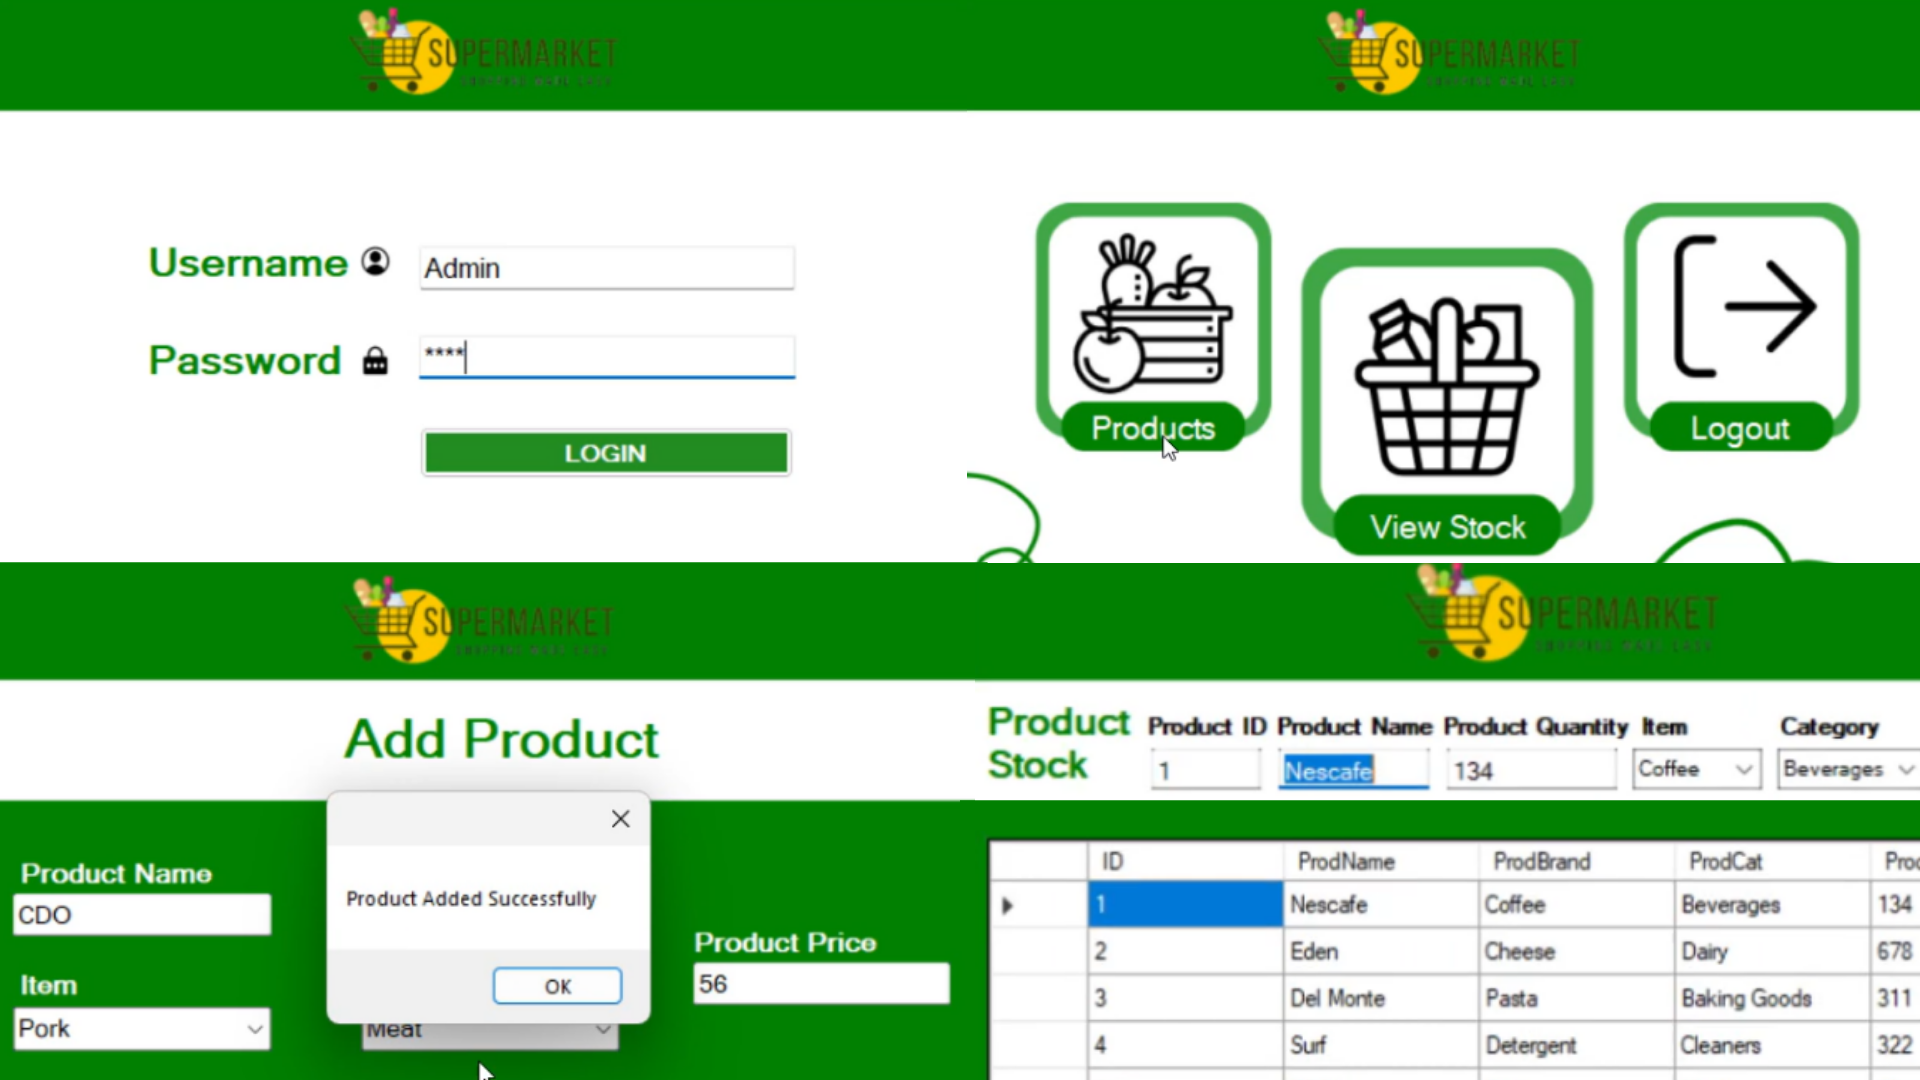 SUPERMARKET
Username
Admin
Password
****
LOGIN
SUPERMARKET
Products
View Stock
Logout
SUPERMARKET
Add Product
Product Name
CDO
Item
Pork
Product Added Successfully
OK
Meat
Product Price
56
SUPERMARKET
Product Stock
Product ID Product Name Product Quantity Item Category
1 Nescafe 134 Coffee Beverages
ID ProdName ProdBrand ProdCat
1 Nescafe Coffee Beverages 134
2 Eden Cheese Dairy 678
3 Del Monte Pasta Baking Goods 311
4 Surf Detergent Cleaners 322